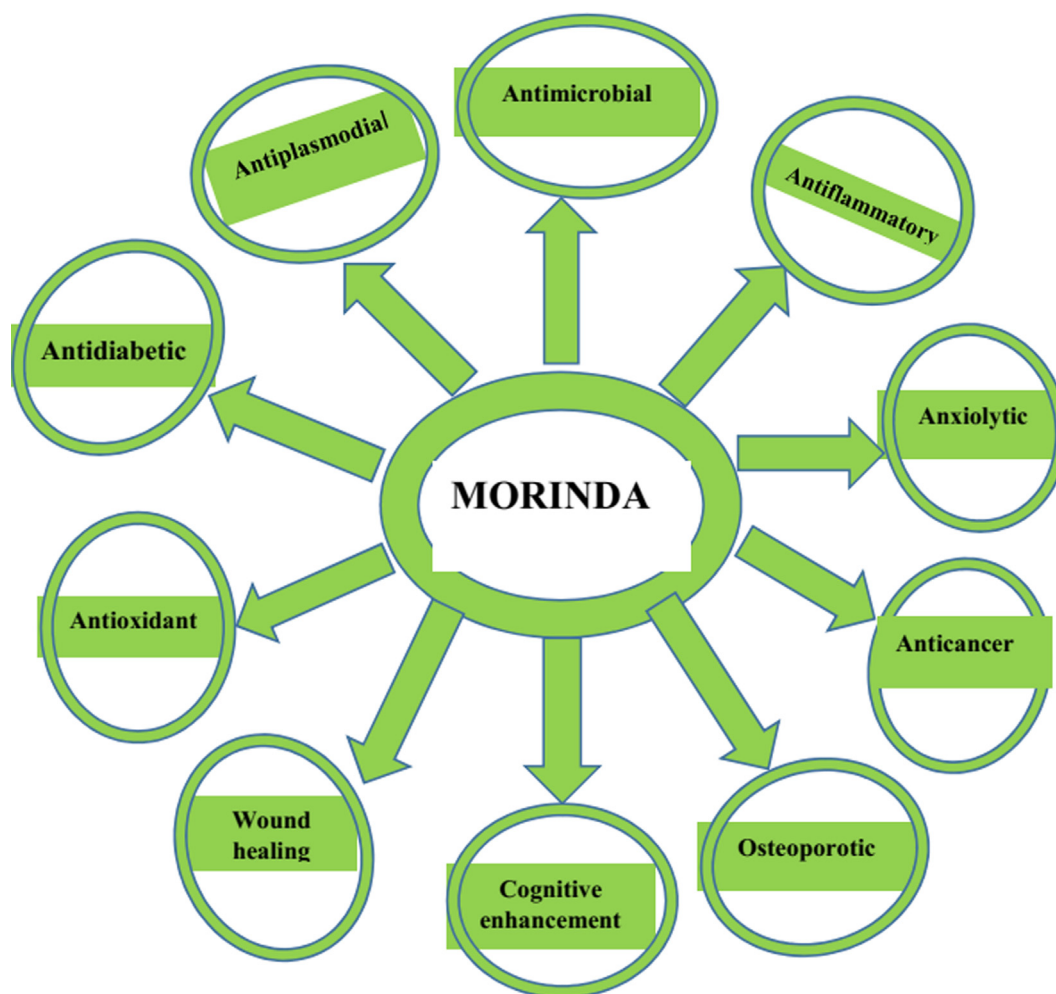 Antimicrobial
Antiplasmodial
Antiflammatory
Antidiabetic
Anxiolytic
MORINDA
Antioxidant
Anticancer
Wound
healing
Osteoporotic
Cognitive
enhancement